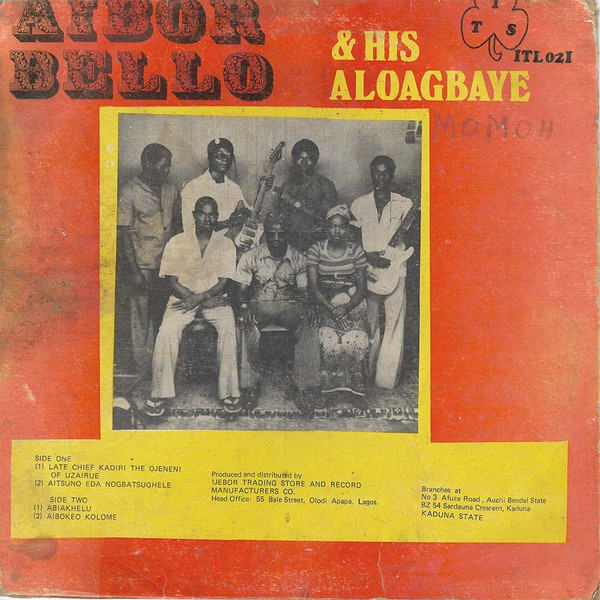 AIBOR
BELLO
& HIS
ALOAGBAYE
I
T S
ITL021
MOMOH
SIDE ONE
(1) LATE CHIEF KADIRI THE OJENENI
OF UZAIRUE
(2) AITSUNO EDA NOGBATSUGHELE
SIDE TWO
(1) ABIAKHELU
(2) AIBOKEO KOLOME
Produced and distributed by
IJEBOR TRADING STORE AND RECORD
MANUFACTURERS CO.
Head Office: 55 Bale Street, Olodi Apapa, Lagos.
Branches at
No 3 Afuze Road, Auchi Bendel State
BZ 54 Sardauna Crescent, Kaduna
KADUNA STATE